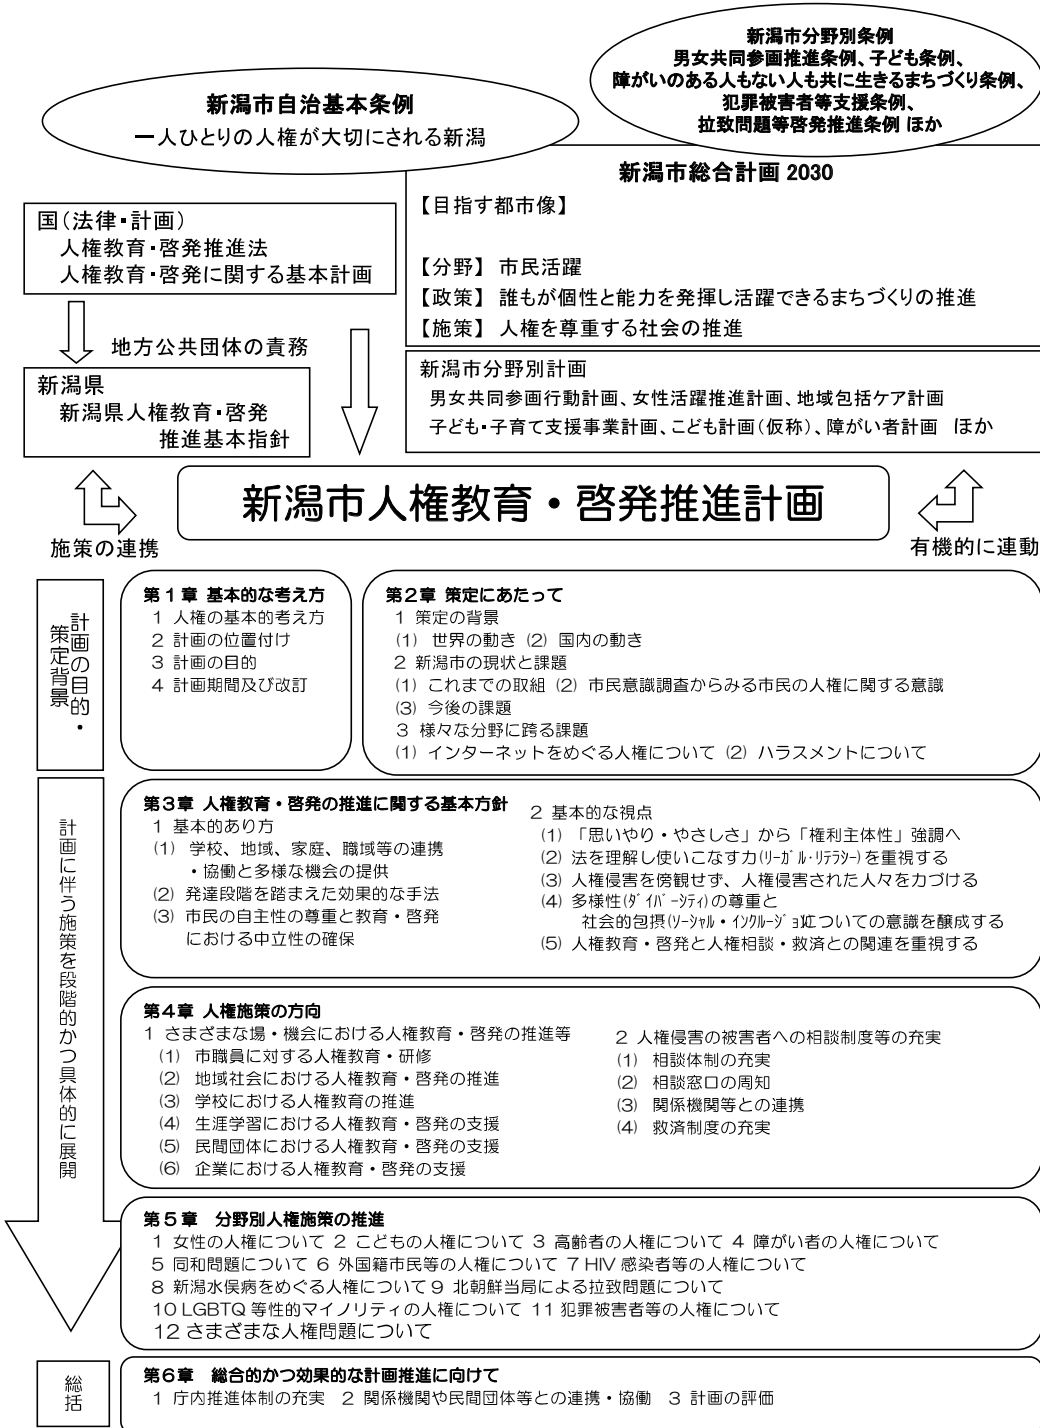 新潟市分野別条例
男女共同参画推進条例、子ども条例、
障がいのある人もない人も共に生きるまちづくり条例、
犯罪被害者等支援条例、
拉致問題等啓発推進条例 ほか
新潟市自治基本条例
一人ひとりの人権が大切にされる新潟
新潟市総合計画 2030
【目指す都市像】
【分野】 市民活躍
【政策】 誰もが個性と能力を発揮し活躍できるまちづくりの推進
【施策】 人権を尊重する社会の推進
国(法律・計画)
人権教育・啓発推進法
人権教育・啓発に関する基本計画
地方公共団体の責務
新潟県
新潟県人権教育・啓発
推進基本指針
新潟市分野別計画
男女共同参画行動計画、女性活躍推進計画、地域包括ケア計画
子ども・子育て支援事業計画、こども計画(仮称)、障がい者計画 ほか
新潟市人権教育・啓発推進計画
施策の連携
有機的に連動
計画の目的・
策定背景
第1章 基本的な考え方
1 人権の基本的考え方
2 計画の位置付け
3 計画の目的
4 計画期間及び改訂
第2章 策定にあたって
1 策定の背景
(1) 世界の動き (2) 国内の動き
2 新潟市の現状と課題
(1) これまでの取組 (2) 市民意識調査からみる市民の人権に関する意識
(3) 今後の課題
3 様々な分野に跨る課題
(1) インターネットをめぐる人権について (2) ハラスメントについて
計画に伴う施策を段階的かつ具体的に展開
第3章 人権教育・啓発の推進に関する基本方針
1 基本的あり方
(1) 学校、地域、家庭、職域等の連携
・協働と多様な機会の提供
(2) 発達段階を踏まえた効果的な手法
(3) 市民の自主性の尊重と教育・啓発
における中立性の確保
2 基本的な視点
(1) 「思いやり・やさしさ」から「権利主体性」強調へ
(2) 法を理解し使いこなす力(リーガル・リテラシー)を重視する
(3) 人権侵害を傍観せず、人権侵害された人々を力づける
(4) 多様性(ダイバーシティ)の尊重と
社会的包摂(ソーシャル・インクルージョン)についての意識を醸成する
(5) 人権教育・啓発と人権相談・救済との関連を重視する
第4章 人権施策の方向
1 さまざまな場・機会における人権教育・啓発の推進等
(1) 市職員に対する人権教育・研修
(2) 地域社会における人権教育・啓発の推進
(3) 学校における人権教育の推進
(4) 生涯学習における人権教育・啓発の支援
(5) 民間団体における人権教育・啓発の支援
(6) 企業における人権教育・啓発の支援
2 人権侵害の被害者への相談制度等の充実
(1) 相談体制の充実
(2) 相談窓口の周知
(3) 関係機関等との連携
(4) 救済制度の充実
第5章 分野別人権施策の推進
1 女性の人権について 2 こどもの人権について 3 高齢者の人権について 4 障がい者の人権について
5 同和問題について 6 外国籍市民等の人権について 7 HIV 感染者等の人権について
8 新潟水俣病をめぐる人権について 9 北朝鮮当局による拉致問題について
10 LGBTQ 等性的マイノリティの人権について 11 犯罪被害者等の人権について
12 さまざまな人権問題について
総括
第6章 総合的かつ効果的な計画推進に向けて
1 庁内推進体制の充実 2 関係機関や民間団体等との連携・協働 3 計画の評価